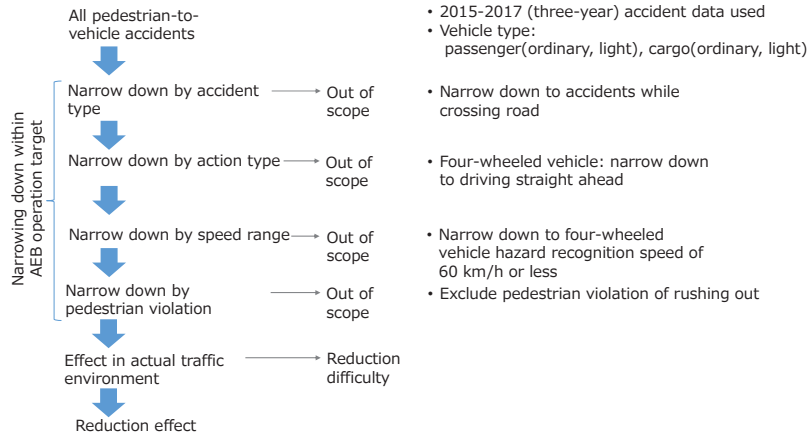 All pedestrian-to-
vehicle accidents
• 2015-2017 (three-year) accident data used
• Vehicle type:
passenger(ordinary, light), cargo(ordinary, light)
Narrowing down within
AEB operation target
Narrow down by accident
type
Out of
scope
• Narrow down to accidents while
crossing road
Narrow down by action type
Out of
scope
• Four-wheeled vehicle: narrow down
to driving straight ahead
Narrow down by speed range
Out of
scope
• Narrow down to four-wheeled
vehicle hazard recognition speed of
60 km/h or less
Narrow down by
pedestrian violation
Out of
scope
• Exclude pedestrian violation of rushing out
Effect in actual traffic
environment
Reduction
difficulty
Reduction effect